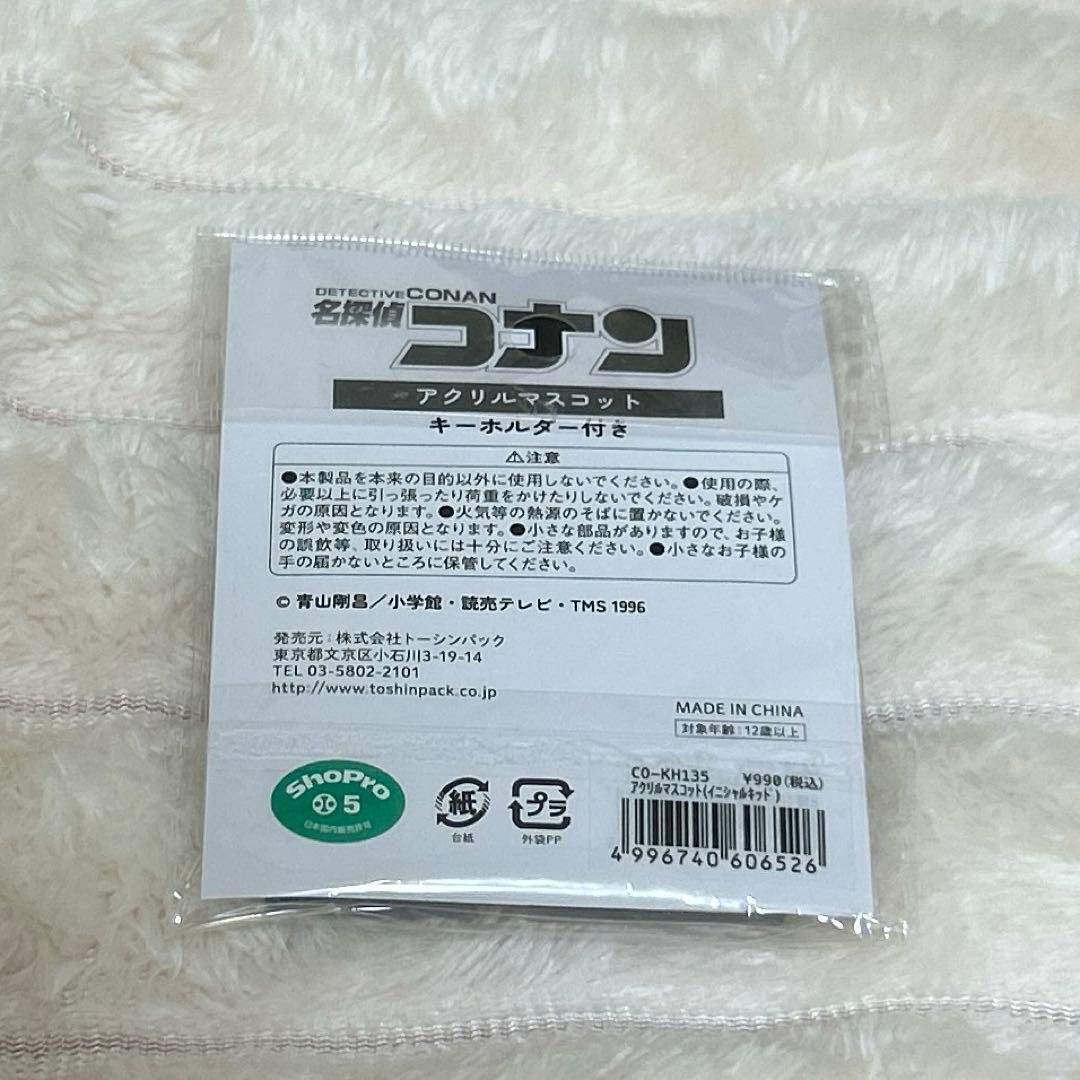 DETECTIVE CONAN
名探偵
コナン
アクリルマスコット
キーホルダー付き
⚠注意
●本製品を本来の目的以外に使用しないでください。●使用の際、
必要以上に引っ張ったり荷重をかけたりしないでください。破損やケ
ガの原因となります。●火気等の熱源のそばに置かないでください。
変形や変色の原因となります。●小さな部品がありますので、お子様
の誤飲等、取り扱いには十分にご注意ください。●小さなお子様の
手の届かないところに保管してください。
© 青山剛昌／小学館・読売テレビ・TMS 1996
発売元：株式会社トーシンパック
東京都文京区小石川3-19-14
TEL 03-5802-2101
http://www.toshinpack.co.jp
MADE IN CHINA
対象年齢：12歳以上
ShoPro
5
日本国内販売許可
紙
台紙
プラ
外袋PP
CO-KH135 ¥990(税込)
アクリルマスコット(イニシャルキッド)
4996740606526